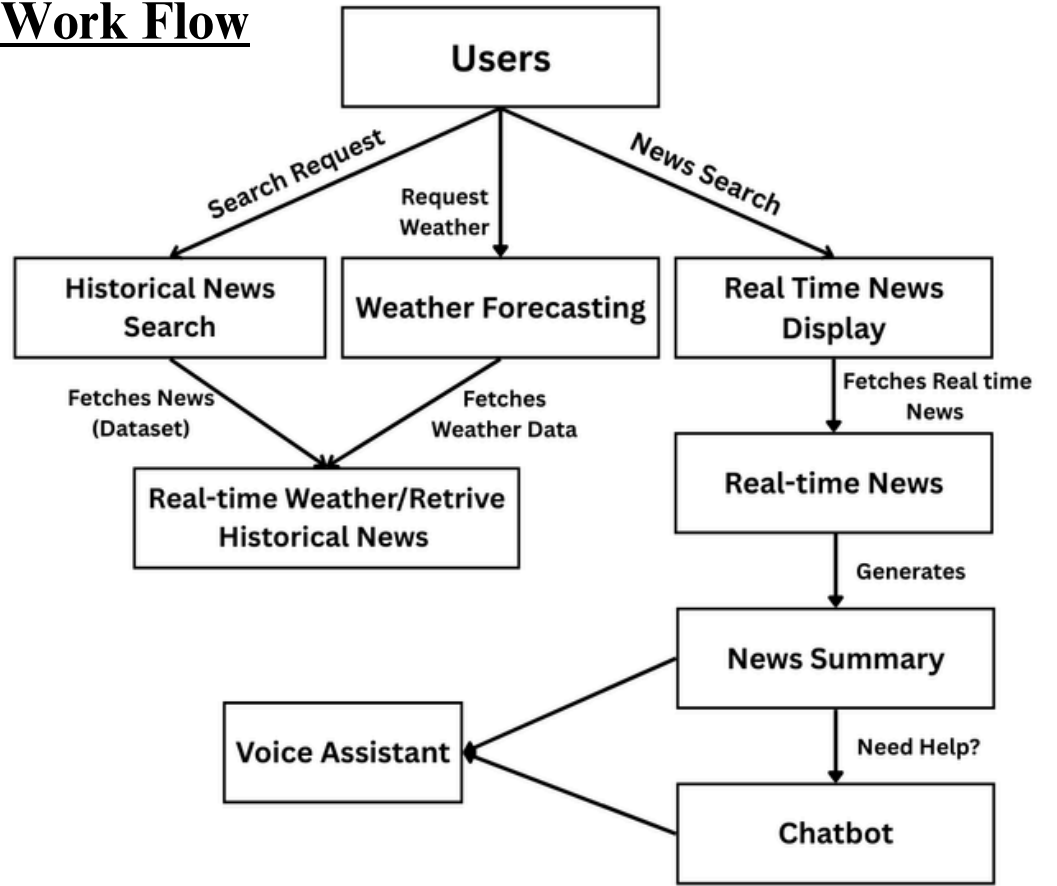 Work Flow
Users
Search Request
Request
Weather
News Search
Historical News
Search
Weather Forecasting
Real Time News
Display
Fetches News
(Dataset)
Fetches
Weather Data
Fetches Real time
News
Real-time Weather/Retrive
Historical News
Real-time News
Generates
News Summary
Voice Assistant
Need Help?
Chatbot